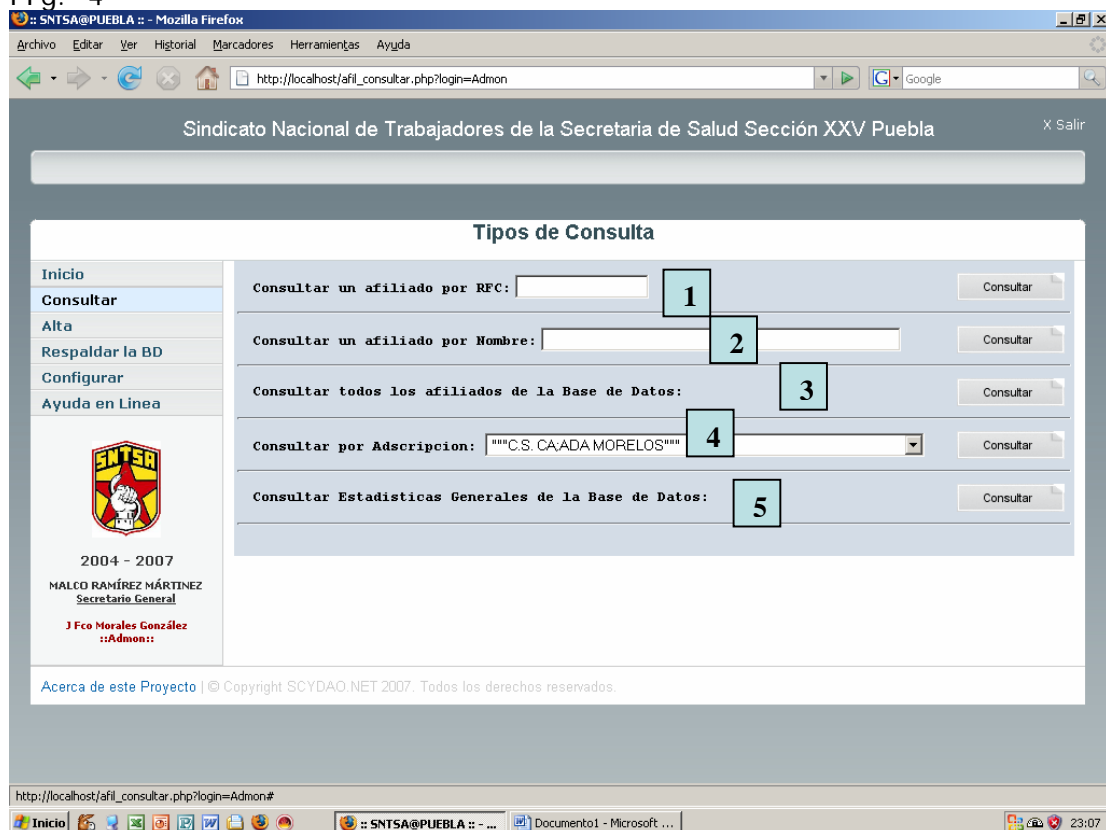 :: SNTSA@PUEBLA :: - Mozilla Firefox
Archivo Editar Ver Historial Marcadores Herramientas Ayuda
http://localhost/afil_consultar.php?login=Admon
Google
Sindicato Nacional de Trabajadores de la Secretaria de Salud Sección XXV Puebla
X Salir
Tipos de Consulta
Inicio
Consultar
Alta
Respaldar la BD
Configurar
Ayuda en Linea
Consultar un afiliado por RFC:
1
Consultar
Consultar un afiliado por Nombre:
2
Consultar
Consultar todos los afiliados de la Base de Datos:
3
Consultar
Consultar por Adscripcion:
"""C.S. CA;ADA MORELOS"""
4
Consultar
Consultar Estadisticas Generales de la Base de Datos:
5
Consultar
SNTSA
2004 - 2007
MALCO RAMÍREZ MÁRTINEZ
Secretario General
J Fco Morales González
::Admon::
Acerca de este Proyecto | © Copyright SCYDAO.NET 2007. Todos los derechos reservados.
http://localhost/afil_consultar.php?login=Admon#
Inicio
:: SNTSA@PUEBLA :: - ...
Documento1 - Microsoft ...
23:07